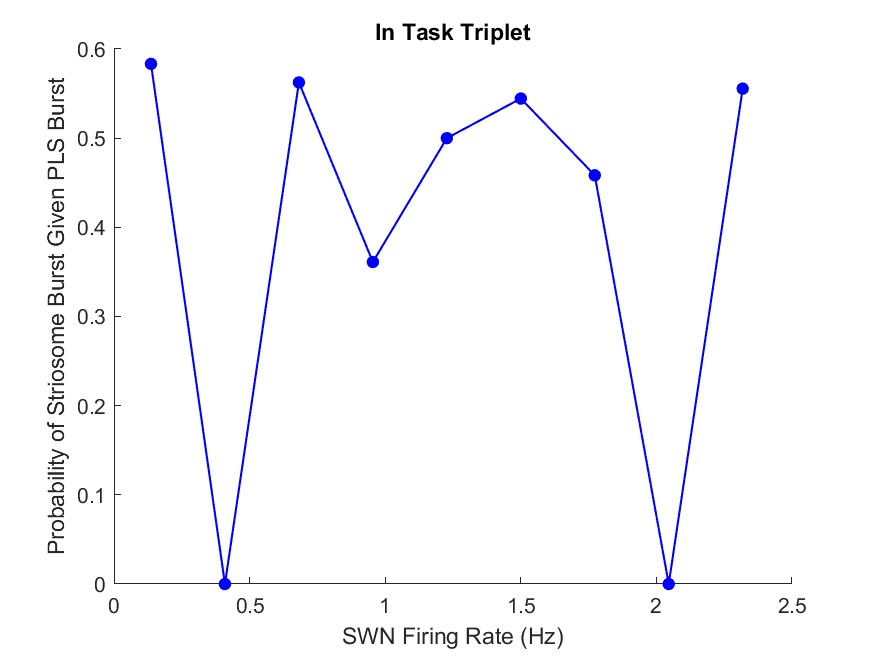 In Task Triplet
Probability of Striosome Burst Given PLS Burst
0.6
0.5
0.4
0.3
0.2
0.1
0
0 0.5 1 1.5 2 2.5
SWN Firing Rate (Hz)